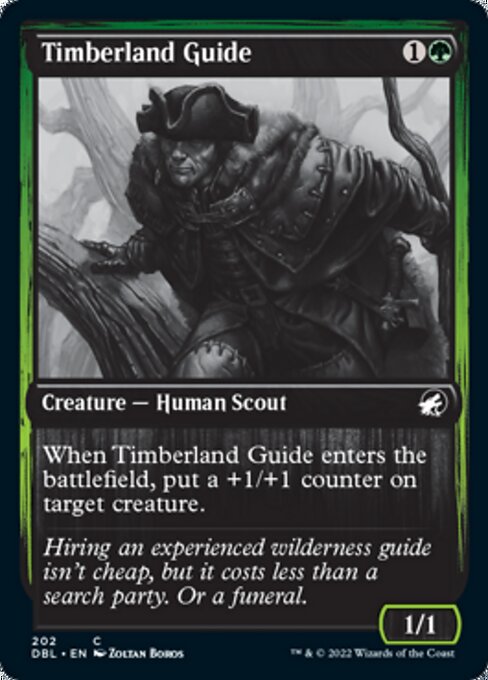 Timberland Guide 1
Creature — Human Scout
When Timberland Guide enters the
battlefield, put a +1/+1 counter on
target creature.
Hiring an experienced wilderness guide
isn't cheap, but it costs less than a
search party. Or a funeral.
1/1
202 C
DBL • EN Zoltan Boros
™ & © 2022 Wizards of the Coast